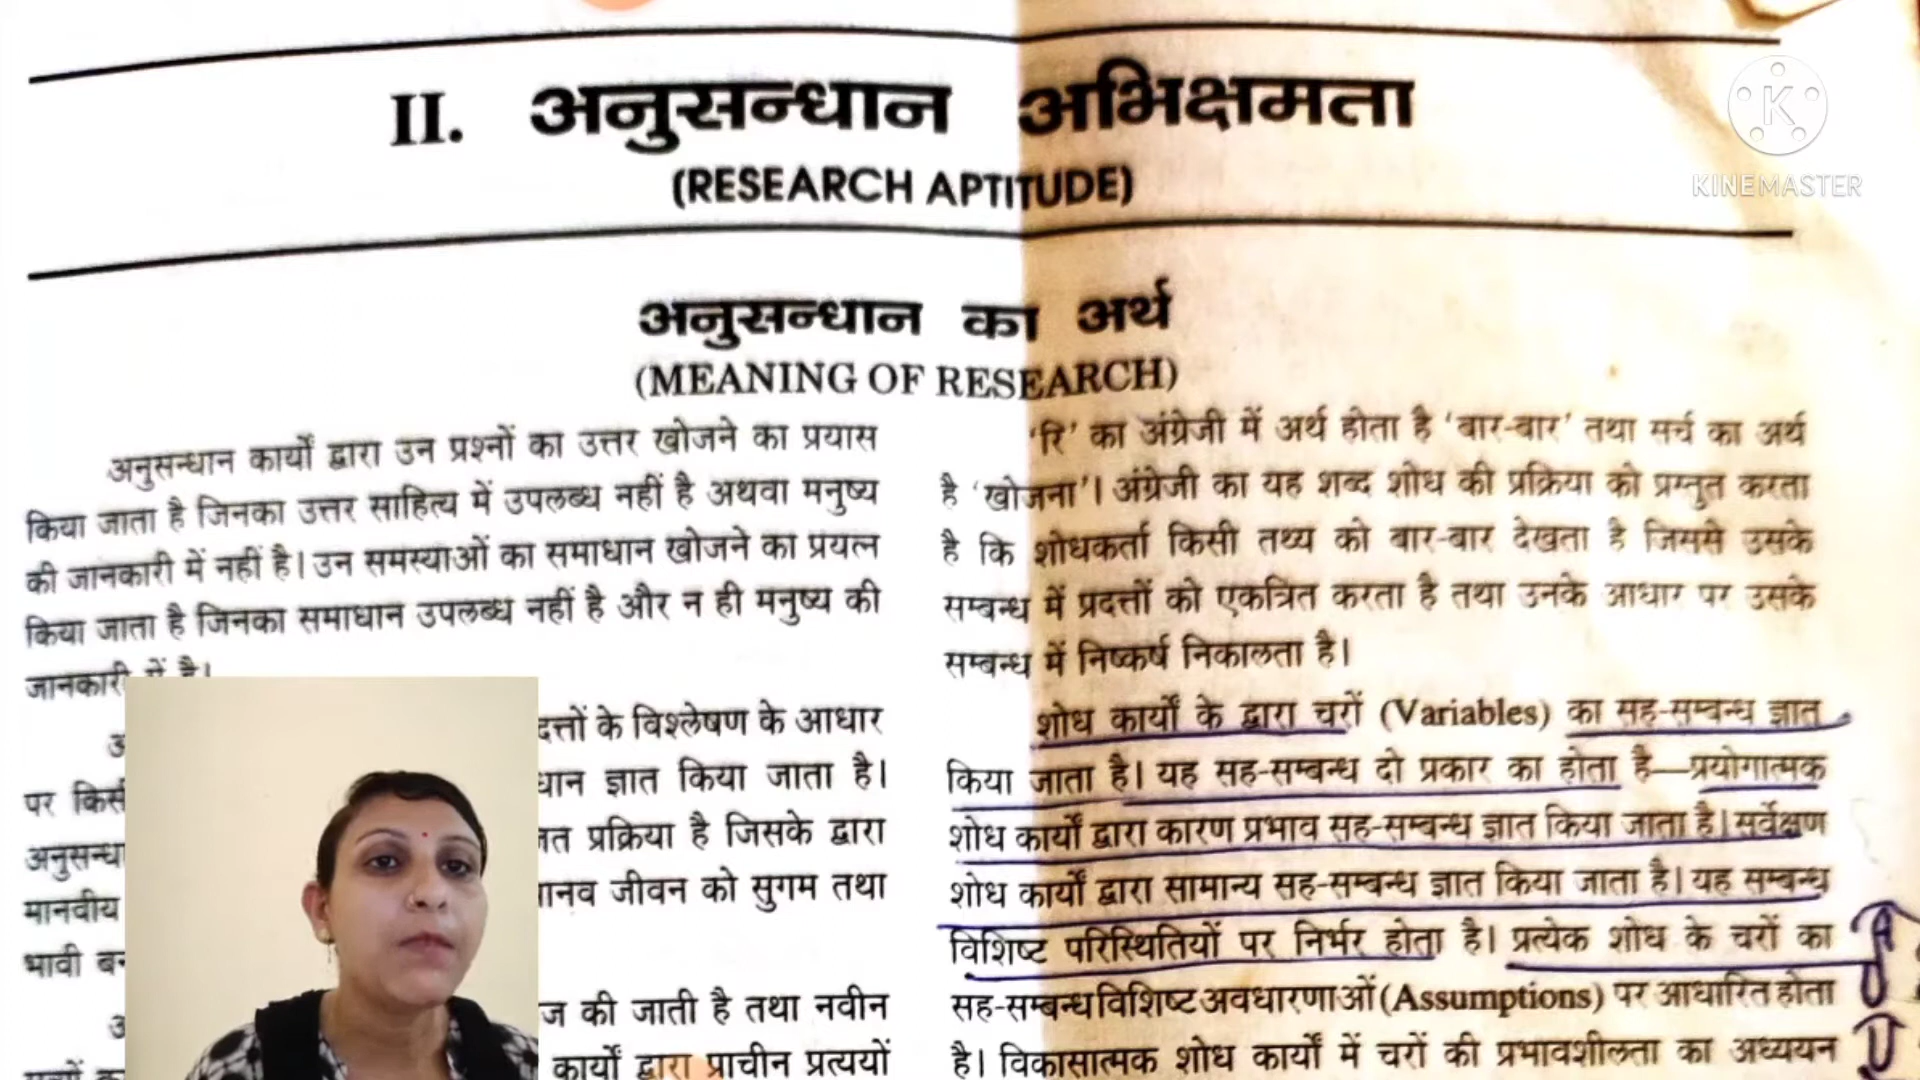 II. अनुसन्धान अभिक्षमता
(RESEARCH APTITUDE)
K
KINEMASTER
अनुसन्धान का अर्थ
(MEANING OF RESEARCH)
अनुसन्धान कार्यों द्वारा उन प्रश्नों का उत्तर खोजने का प्रयास
किया जाता है जिनका उत्तर साहित्य में उपलब्ध नहीं है अथवा मनुष्य
की जानकारी में नहीं है। उन समस्याओं का समाधान खोजने का प्रयत्न
किया जाता है जिनका समाधान उपलब्ध नहीं है और न ही मनुष्य की
जानकारी में है।
दत्तों के विश्लेषण के आधार
पर किसी धान ज्ञात किया जाता है।
प्रक्रिया है जिसके द्वारा
मानवीय मानव जीवन को सुगम तथा
भावी
की जाती है तथा नवीन
कार्यों द्वारा प्राचीन प्रत्ययों
'रि' का अंग्रेजी में अर्थ होता है 'बार-बार' तथा सर्च का अर्थ
है 'खोजना'। अंग्रेजी का यह शब्द शोध की प्रक्रिया को प्रस्तुत करता
है कि शोधकर्ता किसी तथ्य को बार-बार देखता है जिससे उसके
सम्बन्ध में प्रदत्तों को एकत्रित करता है तथा उनके आधार पर उसके
सम्बन्ध में निष्कर्ष निकालता है।
शोध कार्यों के द्वारा चरों (Variables) का सह-सम्बन्ध ज्ञात
किया जाता है। यह सह-सम्बन्ध दो प्रकार का होता है—प्रयोगात्मक
शोध कार्यों द्वारा कारण प्रभाव सह-सम्बन्ध ज्ञात किया जाता है। सर्वेक्षण
शोध कार्यों द्वारा सामान्य सह-सम्बन्ध ज्ञात किया जाता है। यह सम्बन्ध
विशिष्ट परिस्थितियों पर निर्भर होता है। प्रत्येक शोध के चरों का
सह-सम्बन्ध विशिष्ट अवधारणाओं (Assumptions) पर आधारित होता
है। विकासात्मक शोध कार्यों में चरों की प्रभावशीलता का अध्ययन